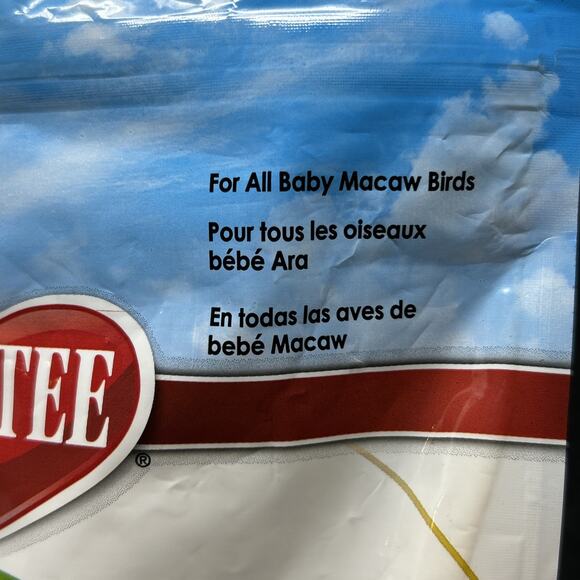 For All Baby Macaw Birds
Pour tous les oiseaux
bébé Ara
En todas las aves de
bebé Macaw
TEE
®